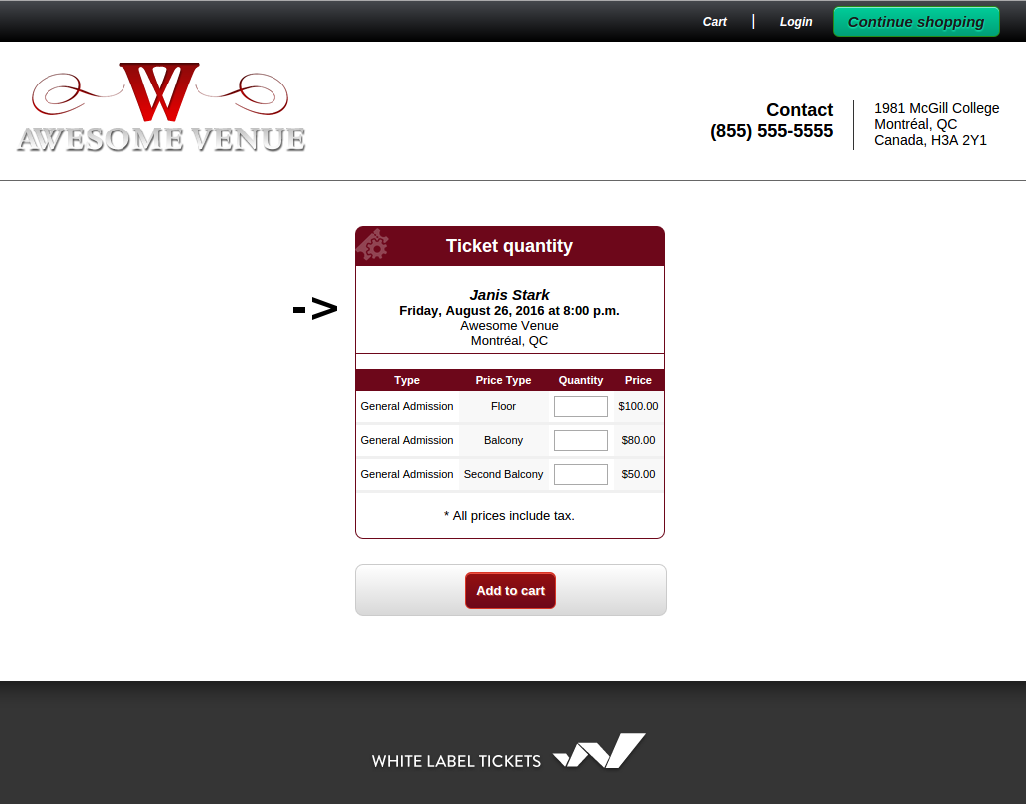 Cart | Login Continue shopping
W
AWESOME VENUE
Contact
(855) 555-5555
1981 McGill College
Montréal, QC
Canada, H3A 2Y1
Ticket quantity
->
Janis Stark
Friday, August 26, 2016 at 8:00 p.m.
Awesome Venue
Montréal, QC
Type Price Type Quantity Price
General Admission Floor $100.00
General Admission Balcony $80.00
General Admission Second Balcony $50.00
* All prices include tax.
Add to cart
WHITE LABEL TICKETS